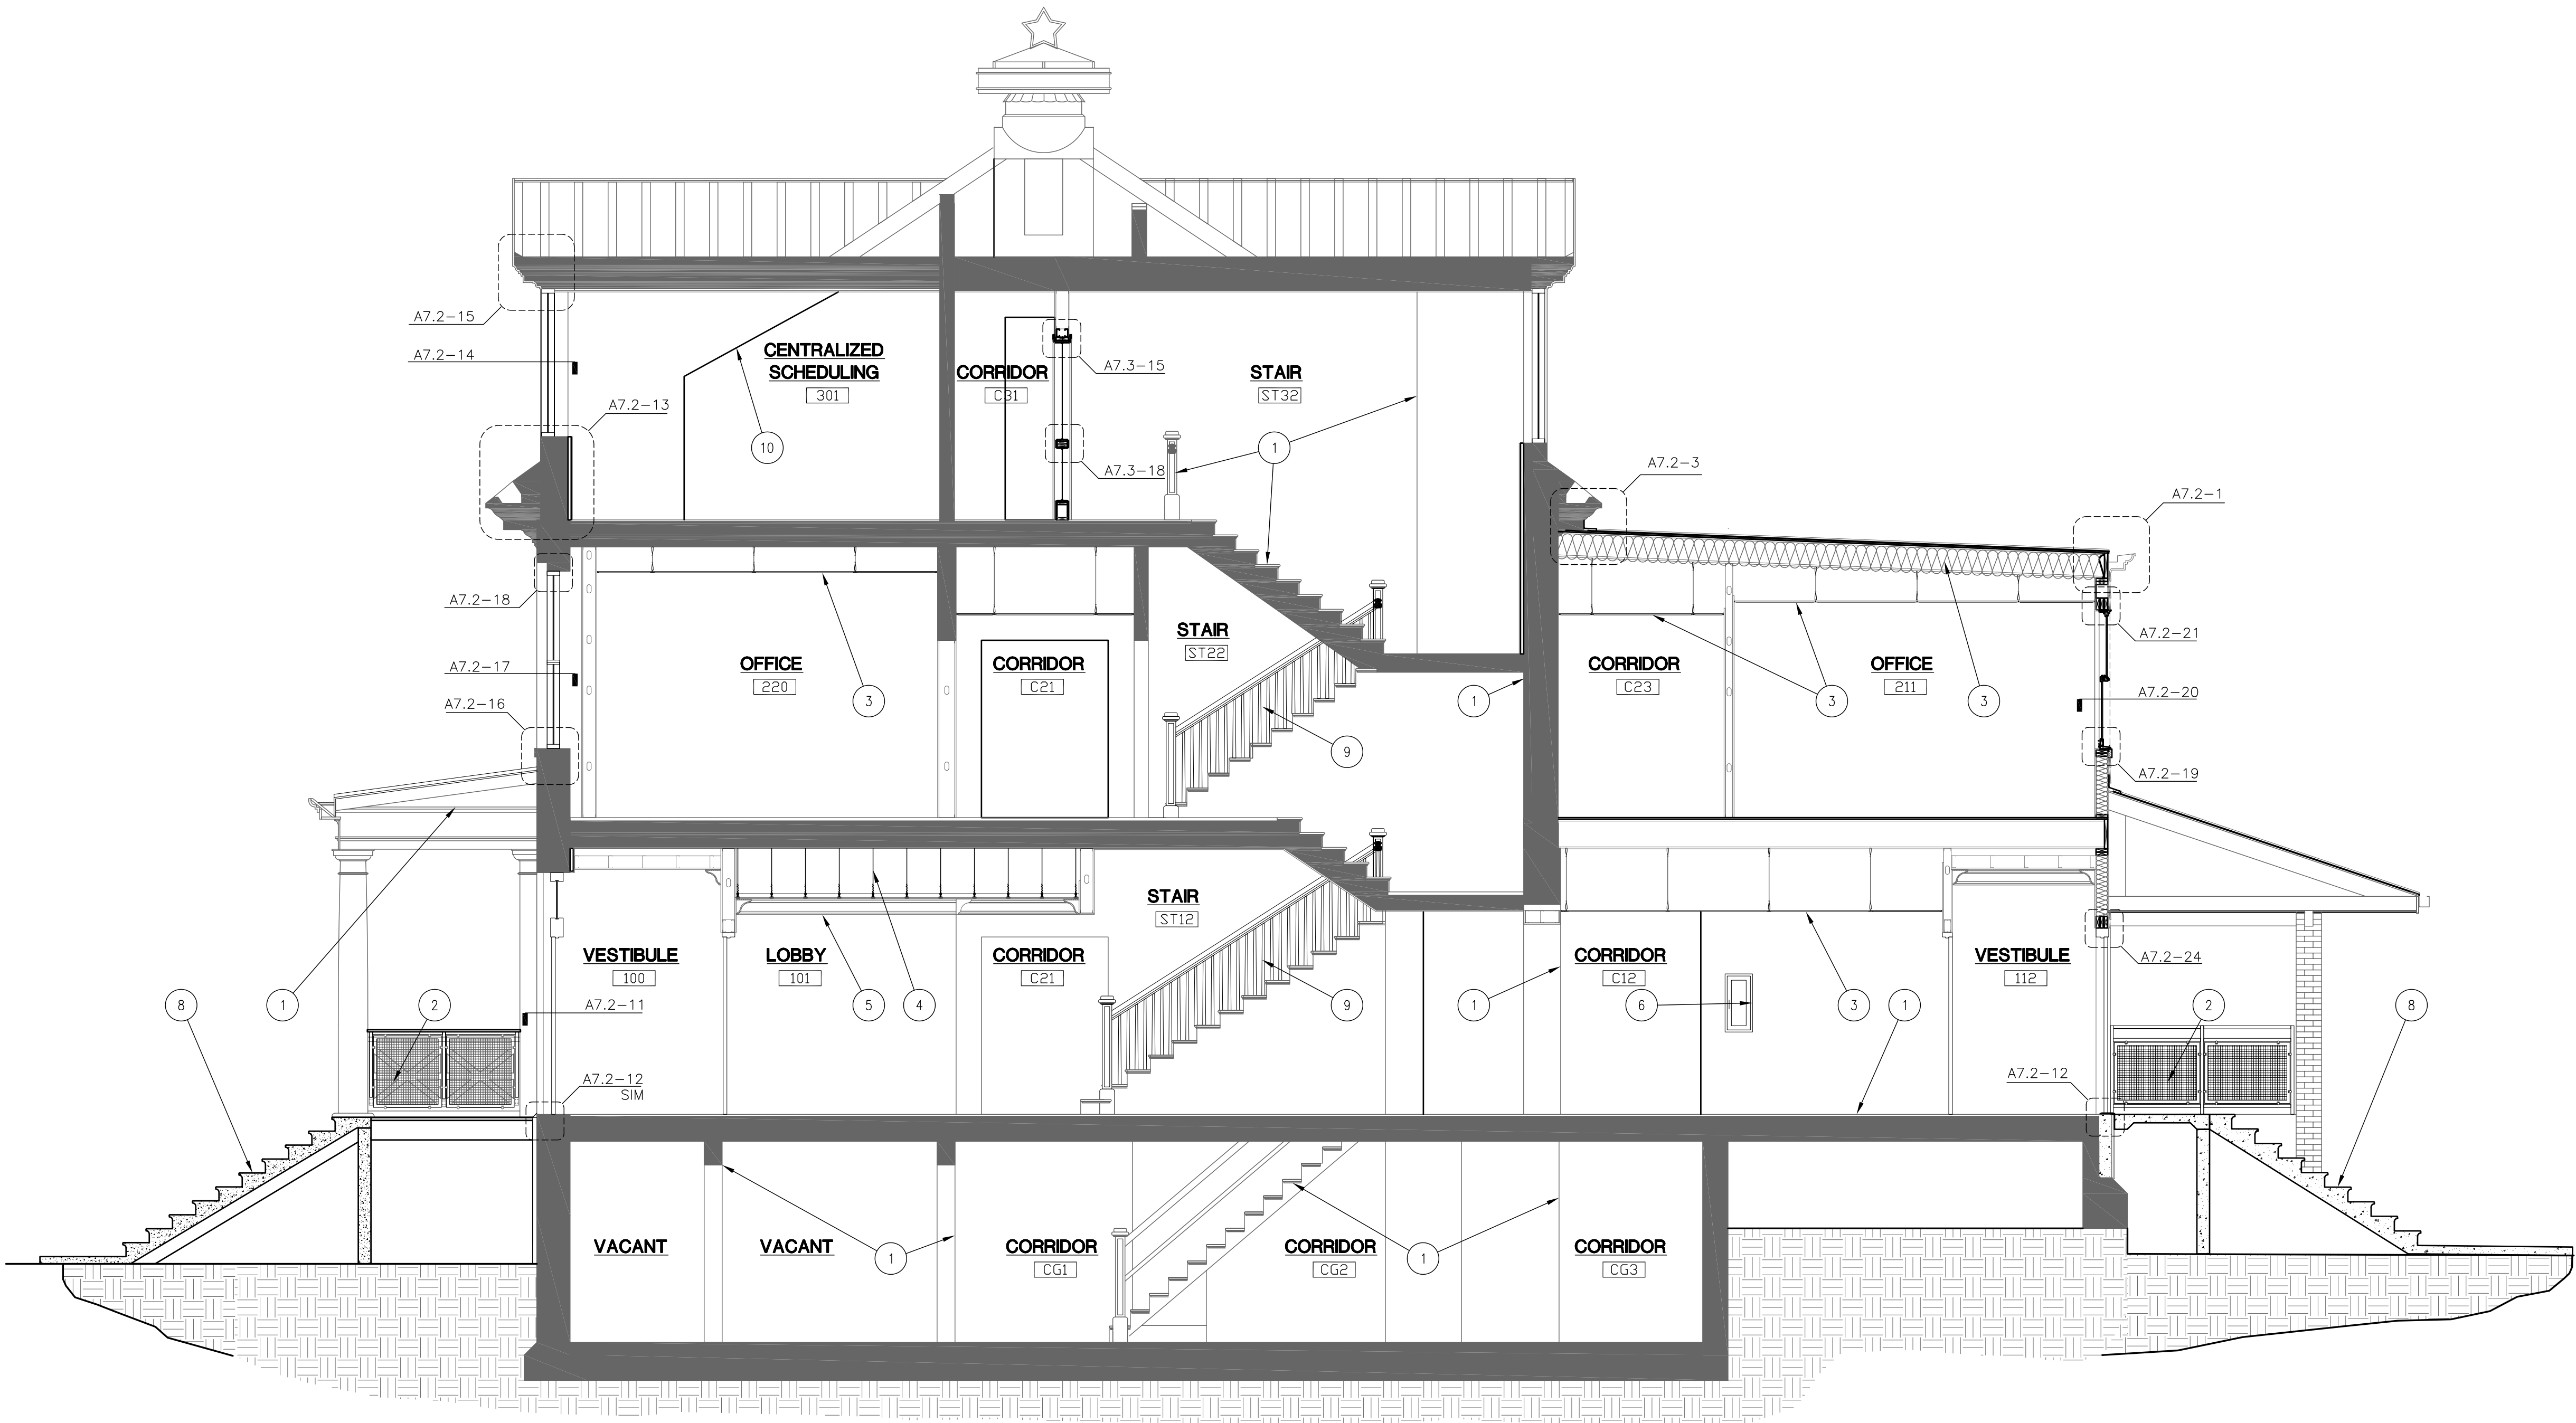 A7.2-15
A7.2-14
CENTRALIZED
SCHEDULING
301
CORRIDOR
C31
A7.3-15
STAIR
ST32
A7.2-13
10
1
A7.3-18
A7.2-3
A7.2-1
A7.2-18
A7.2-17
A7.2-16
OFFICE
220
3
CORRIDOR
C21
STAIR
ST22
9
1
CORRIDOR
C23
3
OFFICE
211
3
A7.2-21
A7.2-20
A7.2-19
VESTIBULE
100
LOBBY
101
CORRIDOR
C21
STAIR
ST12
CORRIDOR
C12
VESTIBULE
112
A7.2-24
8
1
2
A7.2-11
5
4
9
1
6
3
1
2
8
A7.2-12
SIM
A7.2-12
VACANT
VACANT
1
CORRIDOR
CG1
CORRIDOR
CG2
1
CORRIDOR
CG3